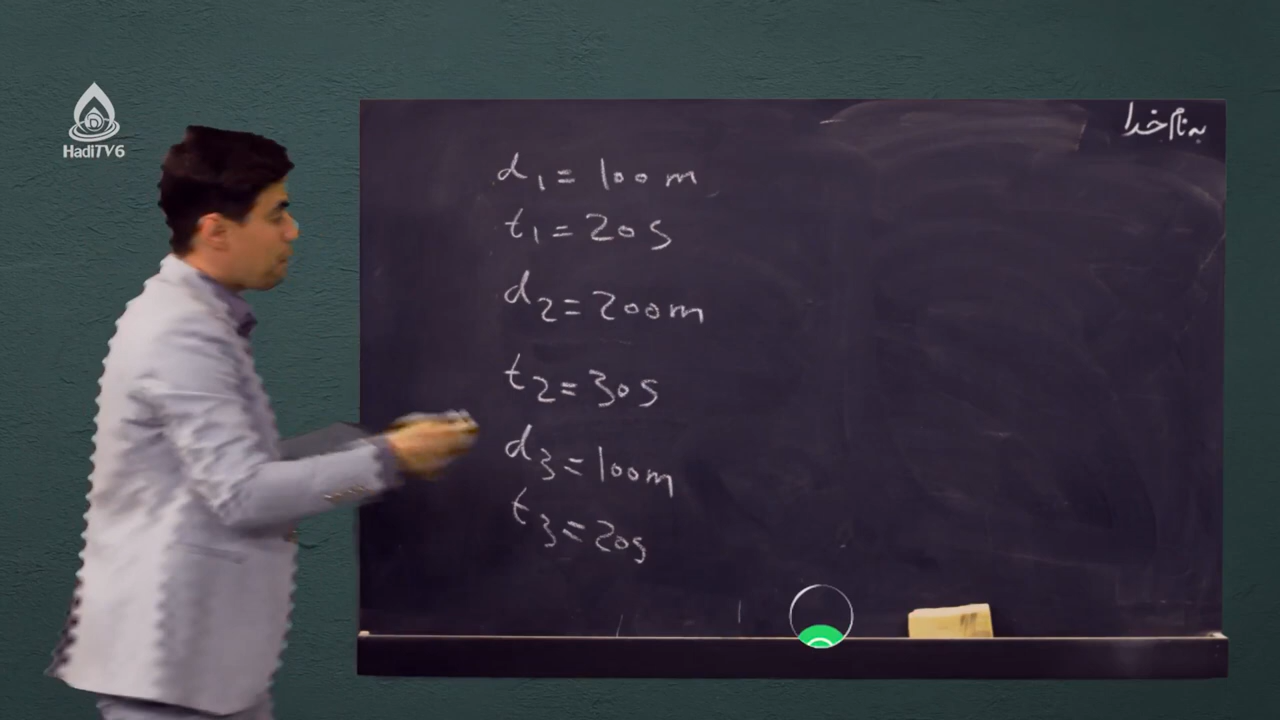 HadiTV6
به نام خدا
d₁ = 100 m
t₁ = 20 s
d₂ = 200 m
t₂ = 30 s
d₃ = 100 m
t₃ = 20 s